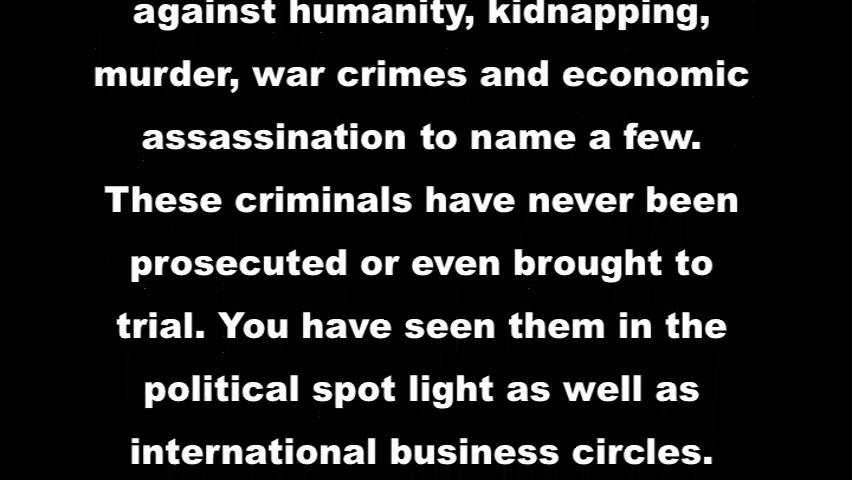 against humanity, kidnapping,
murder, war crimes and economic
assassination to name a few.
These criminals have never been
prosecuted or even brought to
trial. You have seen them in the
political spot light as well as
international business circles.